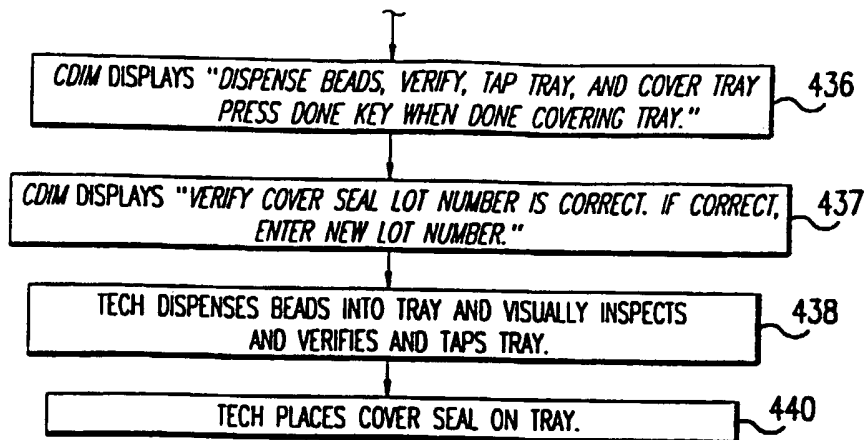 CDIM DISPLAYS "DISPENSE BEADS, VERIFY, TAP TRAY, AND COVER TRAY
PRESS DONE KEY WHEN DONE COVERING TRAY."
436
CDIM DISPLAYS "VERIFY COVER SEAL LOT NUMBER IS CORRECT. IF CORRECT,
ENTER NEW LOT NUMBER."
437
TECH DISPENSES BEADS INTO TRAY AND VISUALLY INSPECTS
AND VERIFIES AND TAPS TRAY.
438
TECH PLACES COVER SEAL ON TRAY.
440